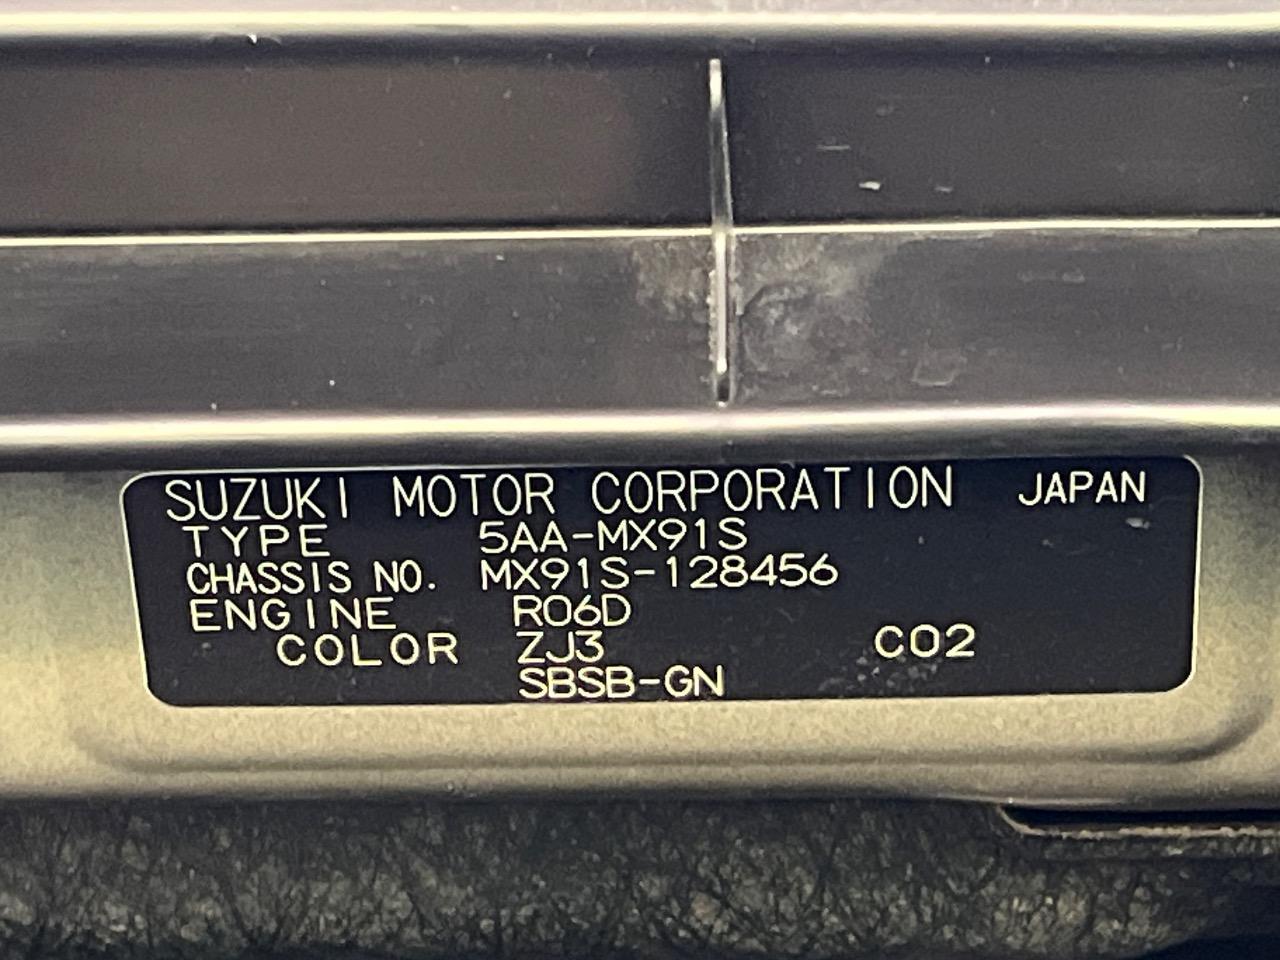 SUZUKI MOTOR CORPORATION JAPAN
TYPE 5AA-MX91S
CHASSIS NO. MX91S-128456
ENGINE R06D
COLOR ZJ3 C02
SBSB-GN